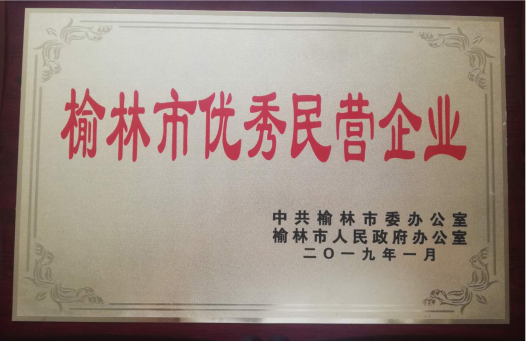 榆林市优秀民营企业
中共榆林市委办公室
榆林市人民政府办公室
二〇一九年一月